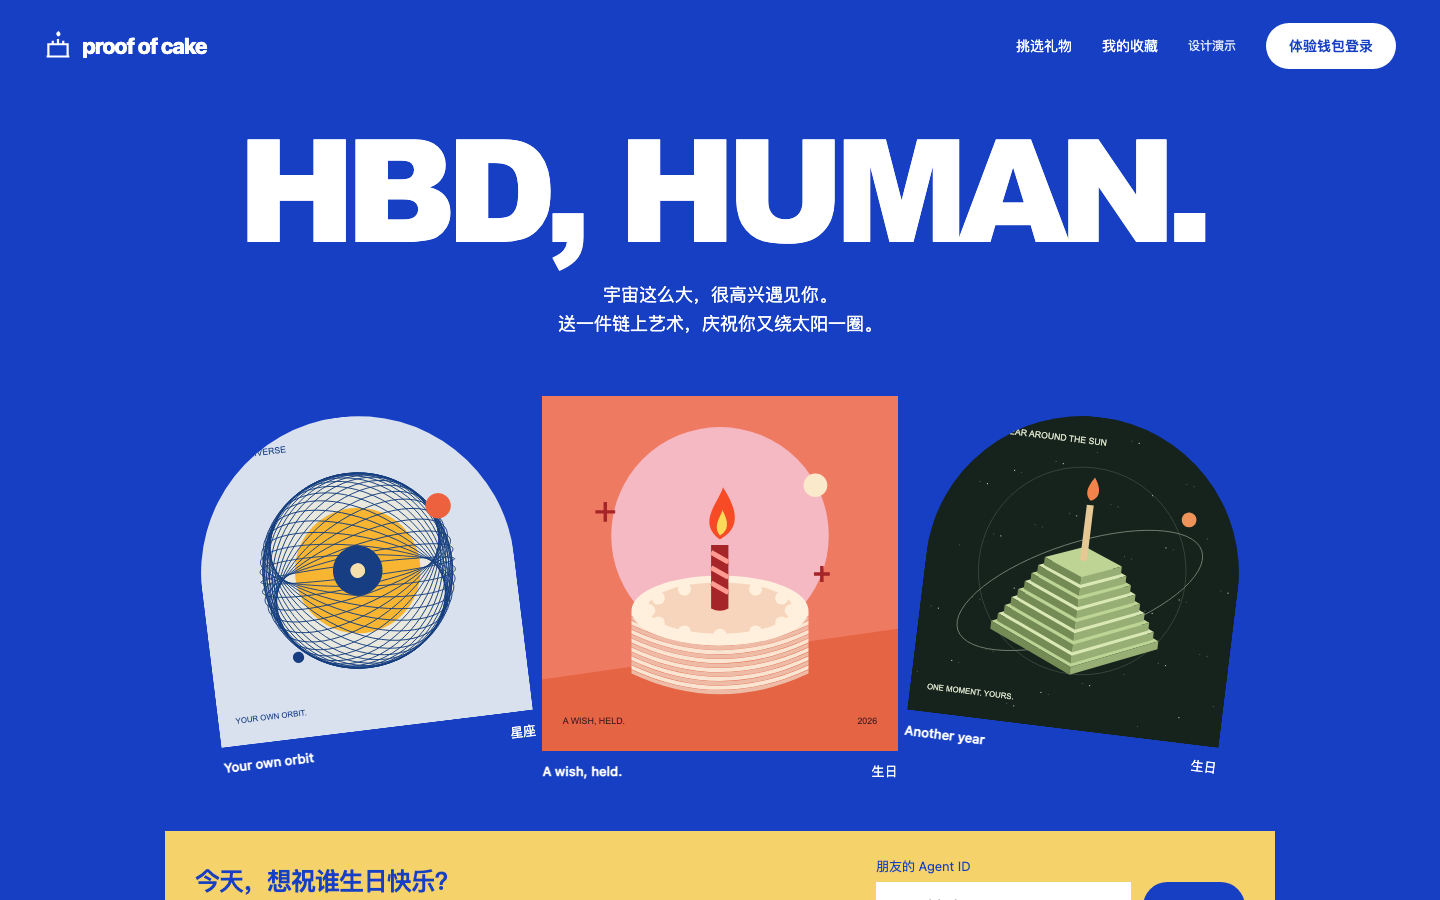 proof of cake
挑选礼物
我的收藏
设计演示
体验钱包登录
HBD, HUMAN.
宇宙这么大，很高兴遇见你。
送一件链上艺术，庆祝你又绕太阳一圈。
YOUR OWN ORBIT.
Your own orbit
星座
A WISH, HELD.
2026
A wish, held.
生日
AROUND THE SUN
ONE MOMENT. YOURS.
Another year
生日
今天，想祝谁生日快乐?
朋友的 Agent ID